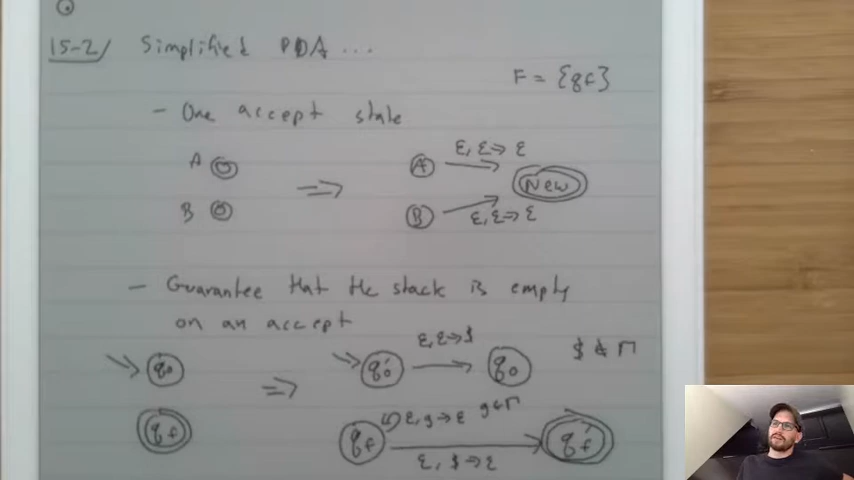 15-2/ Simplified PDA ...
F = {qf}
- One accept state
A
B
⇒
A ε, ε → ε
New
B ε, ε → ε
- Guarantee that the stack is empty
on an accept
q0 ⇒ q0' ε, ε → $ q0 $ ∉ Γ
qf qf ε, g → ε g ∈ Γ qf'
ε, $ → ε